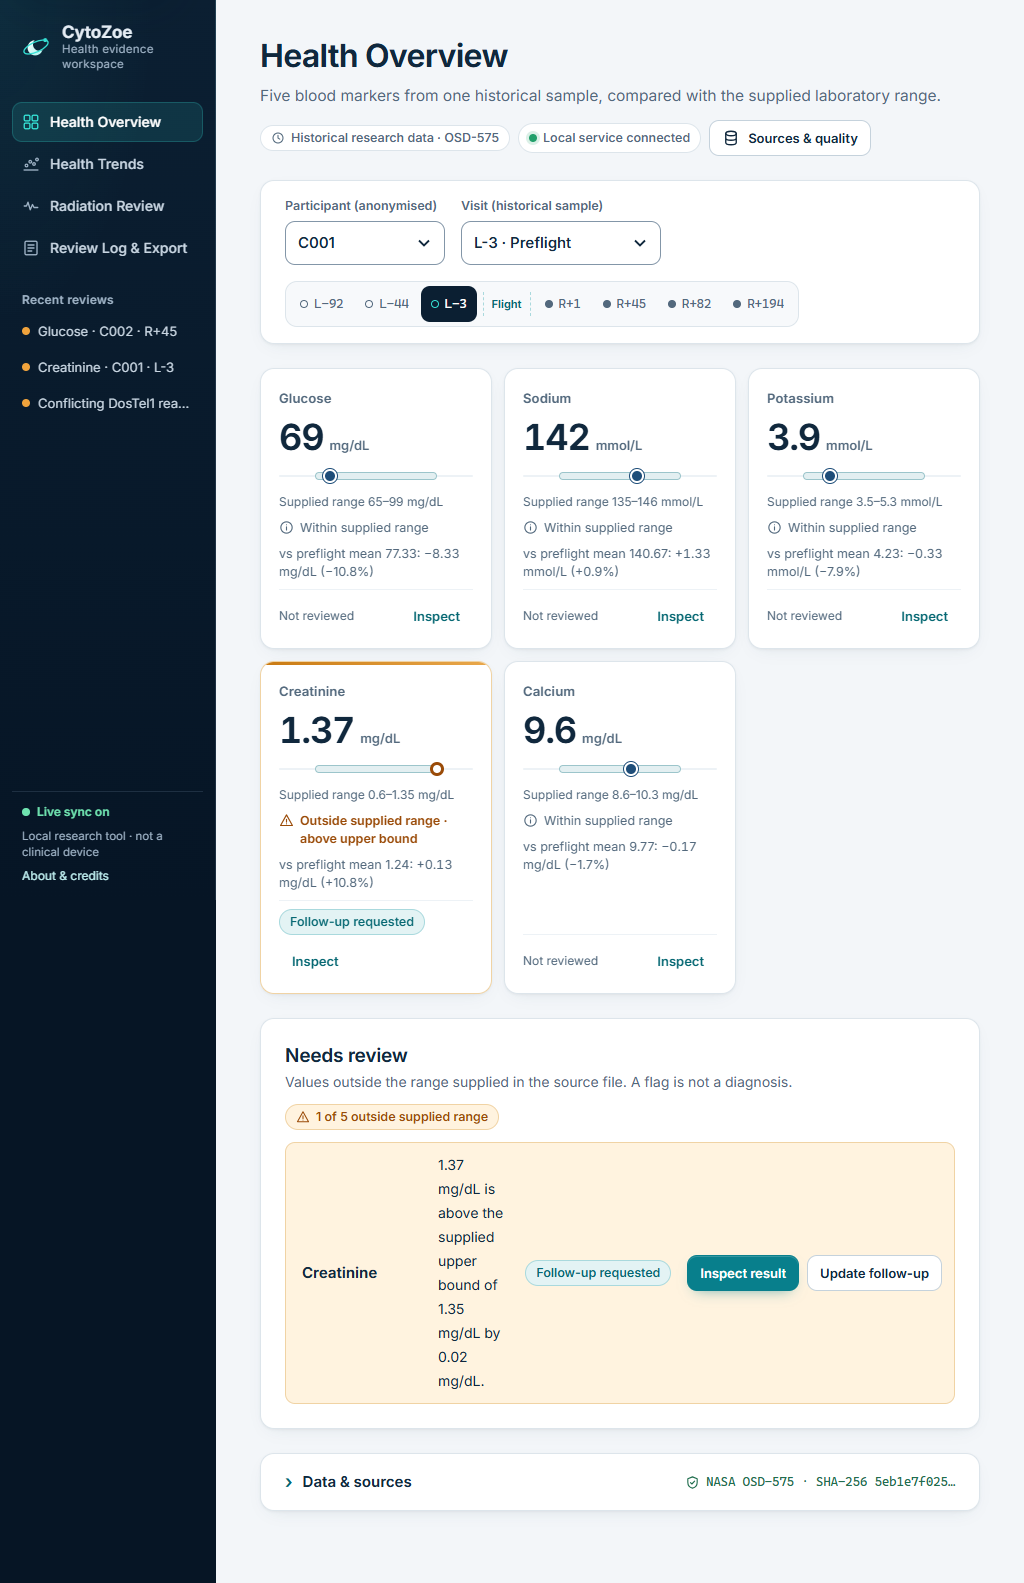 CytoZoe
Health evidence
workspace
Health Overview
Health Trends
Radiation Review
Review Log & Export
Recent reviews
Glucose · C002 · R+45
Creatinine · C001 · L-3
Conflicting DosTel1 rea...
Live sync on
Local research tool · not a
clinical device
About & credits
Health Overview
Five blood markers from one historical sample, compared with the supplied laboratory range.
Historical research data · OSD-575
Local service connected
Sources & quality
Participant (anonymised)
Visit (historical sample)
C001
L-3 · Preflight
L−92
L−44
L−3
Flight
R+1
R+45
R+82
R+194
Glucose
69 mg/dL
Supplied range 65–99 mg/dL
Within supplied range
vs preflight mean 77.33: −8.33
mg/dL (−10.8%)
Not reviewed
Inspect
Sodium
142 mmol/L
Supplied range 135–146 mmol/L
Within supplied range
vs preflight mean 140.67: +1.33
mmol/L (+0.9%)
Not reviewed
Inspect
Potassium
3.9 mmol/L
Supplied range 3.5–5.3 mmol/L
Within supplied range
vs preflight mean 4.23: −0.33
mmol/L (−7.9%)
Not reviewed
Inspect
Creatinine
1.37 mg/dL
Supplied range 0.6–1.35 mg/dL
Outside supplied range ·
above upper bound
vs preflight mean 1.24: +0.13
mg/dL (+10.8%)
Follow-up requested
Inspect
Calcium
9.6 mg/dL
Supplied range 8.6–10.3 mg/dL
Within supplied range
vs preflight mean 9.77: −0.17
mg/dL (−1.7%)
Not reviewed
Inspect
Needs review
Values outside the range supplied in the source file. A flag is not a diagnosis.
1 of 5 outside supplied range
Creatinine
1.37
mg/dL is
above the
supplied
upper
bound of
1.35
mg/dL by
0.02
mg/dL.
Follow-up requested
Inspect result
Update follow-up
Data & sources
NASA OSD-575 · SHA-256 5eb1e7f025…